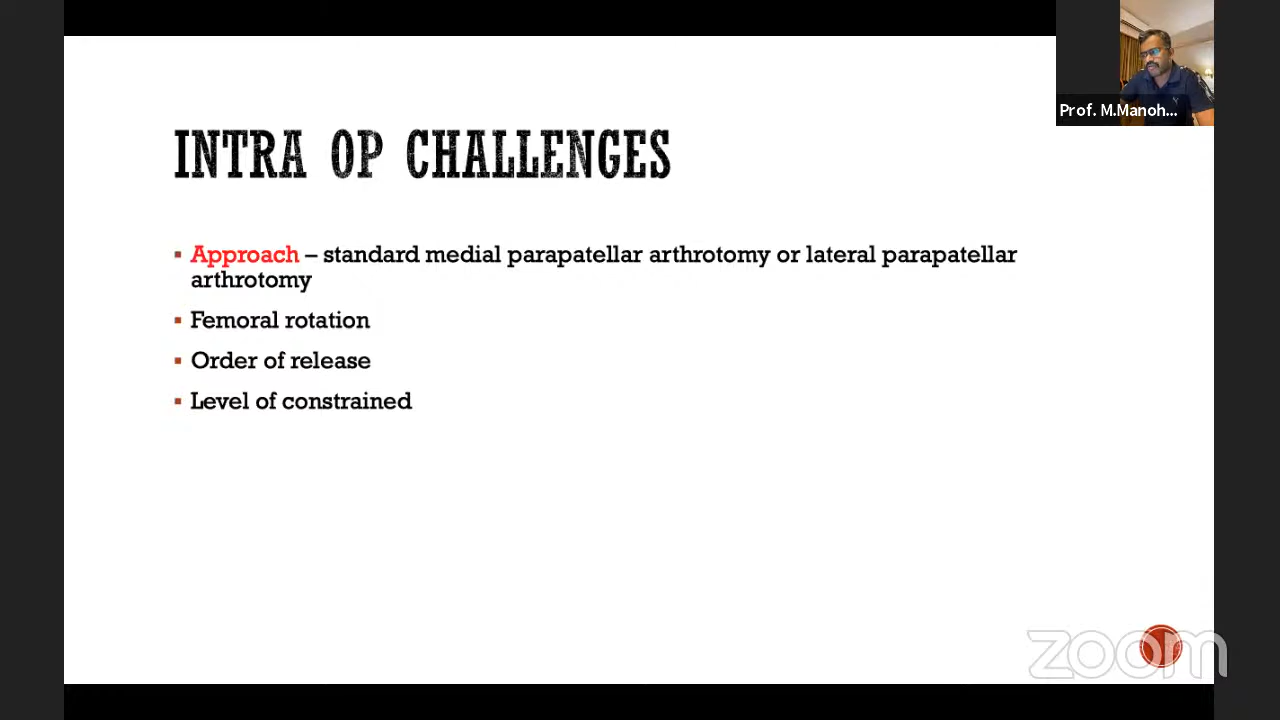 Prof. M.Manoh...
INTRA OP CHALLENGES
▪ Approach – standard medial parapatellar arthrotomy or lateral parapatellar
arthrotomy
▪ Femoral rotation
▪ Order of release
▪ Level of constrained
zoom